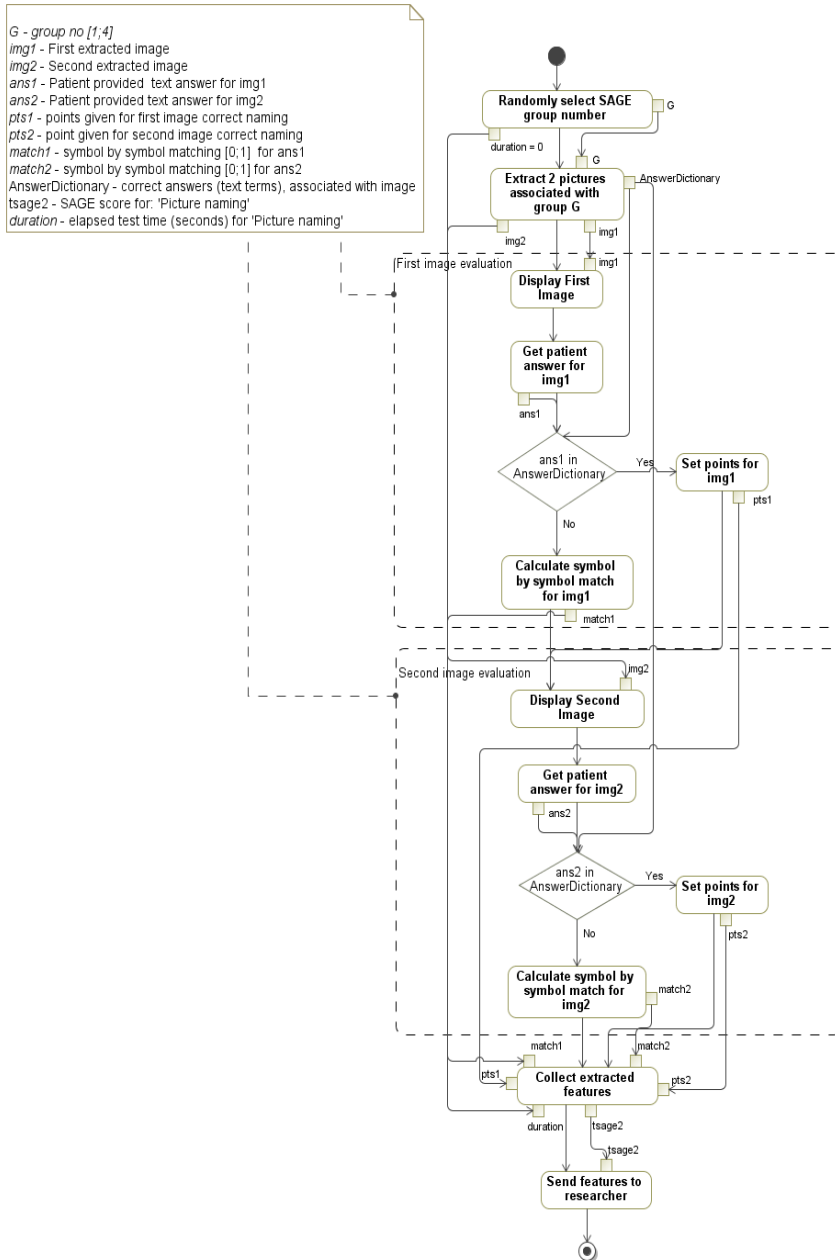 G - group no [1;4]
img1 - First extracted image
img2 - Second extracted image
ans1 - Patient provided text answer for img1
ans2 - Patient provided text answer for img2
pts1 - points given for first image correct naming
pts2 - point given for second image correct naming
match1 - symbol by symbol matching [0;1] for ans1
match2 - symbol by symbol matching [0;1] for ans2
AnswerDictionary - correct answers (text terms), associated with image
tsage2 - SAGE score for: 'Picture naming'
duration - elapsed test time (seconds) for 'Picture naming'
Randomly select SAGE
group number
G
duration = 0
G
Extract 2 pictures
associated with
group G
AnswerDictionary
img2
img1
First image evaluation
img1
Display First
Image
Get patient
answer for
img1
ans1
ans1 in
AnswerDictionary
Yes
Set points for
img1
pts1
No
Calculate symbol
by symbol match
for img1
match1
Second image evaluation
img2
Display Second
Image
Get patient
answer for img2
ans2
ans2 in
AnswerDictionary
Yes
Set points for
img2
pts2
No
Calculate symbol by
symbol match for
img2
match2
match1
match2
pts1
Collect extracted
features
pts2
duration
tsage2
tsage2
Send features to
researcher